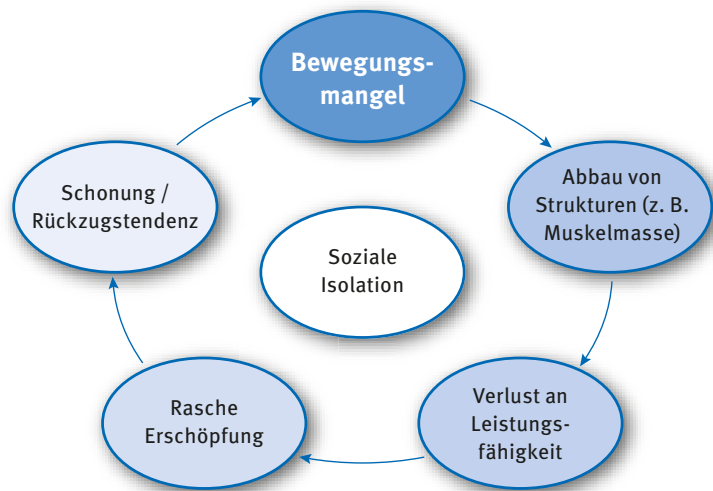 Bewegungs-
mangel
Abbau von
Strukturen (z. B.
Muskelmasse)
Verlust an
Leistungs-
fähigkeit
Rasche
Erschöpfung
Schonung /
Rückzugstendenz
Soziale
Isolation